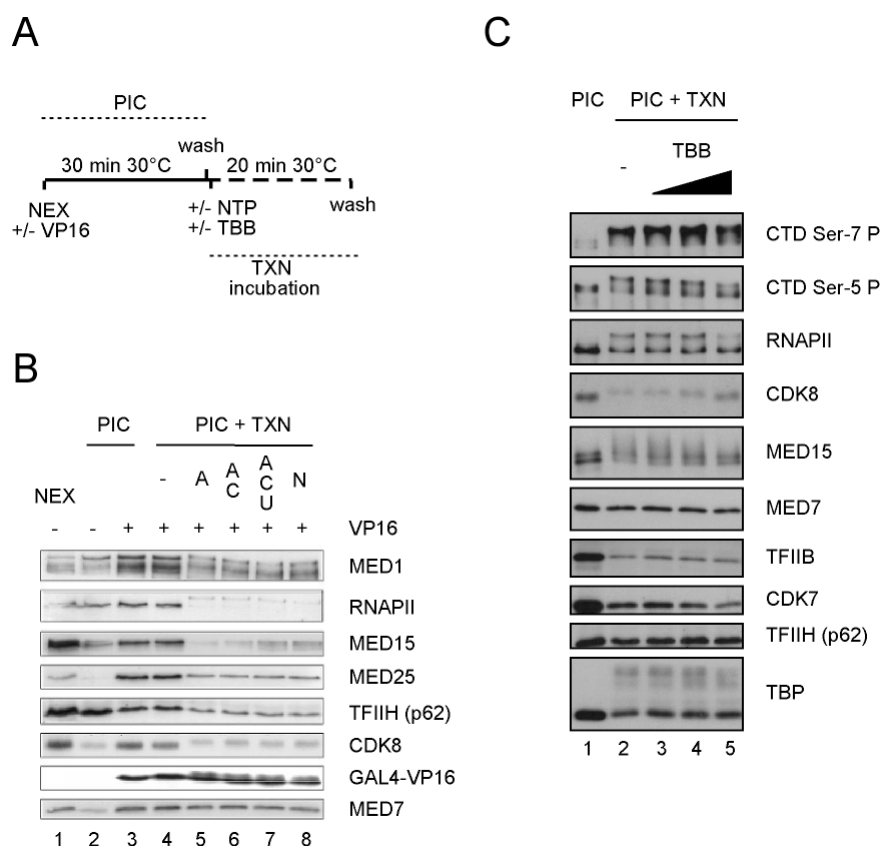 A
PIC
wash
30 min 30°C
20 min 30°C
NEX
+/- VP16
+/- NTP
+/- TBB
wash
TXN
incubation
B
PIC
PIC + TXN
NEX
-
A
A
C
A
C
U
N
- - + + + + + + VP16
MED1
RNAPII
MED15
MED25
TFIIH (p62)
CDK8
GAL4-VP16
MED7
1 2 3 4 5 6 7 8
C
PIC PIC + TXN
TBB
-
CTD Ser-7 P
CTD Ser-5 P
RNAPII
CDK8
MED15
MED7
TFIIB
CDK7
TFIIH (p62)
TBP
1 2 3 4 5